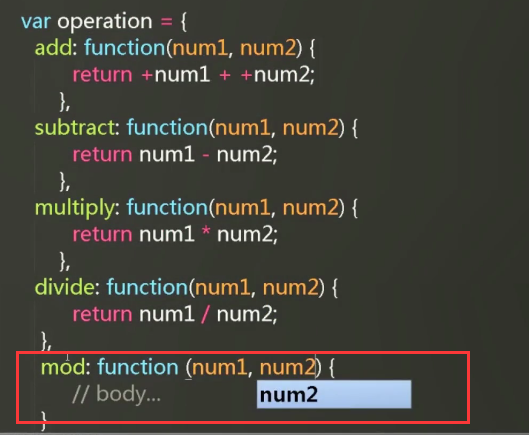 var operation = {
add: function(num1, num2) {
return +num1 + +num2;
},
subtract: function(num1, num2) {
return num1 - num2;
},
multiply: function(num1, num2) {
return num1 * num2;
},
divide: function(num1, num2) {
return num1 / num2;
},
mod: function (num1, num2) {
// body...
num2
}